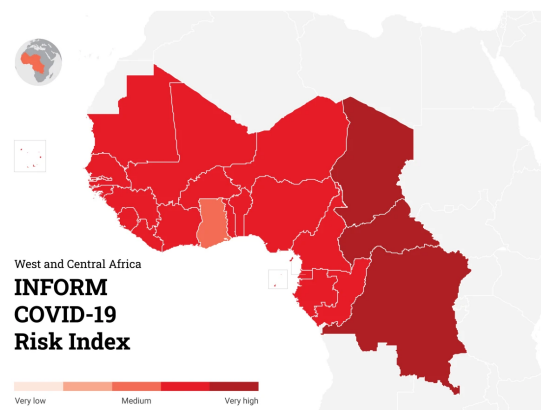 West and Central Africa
INFORM
COVID-19
Risk Index
Very low Medium Very high